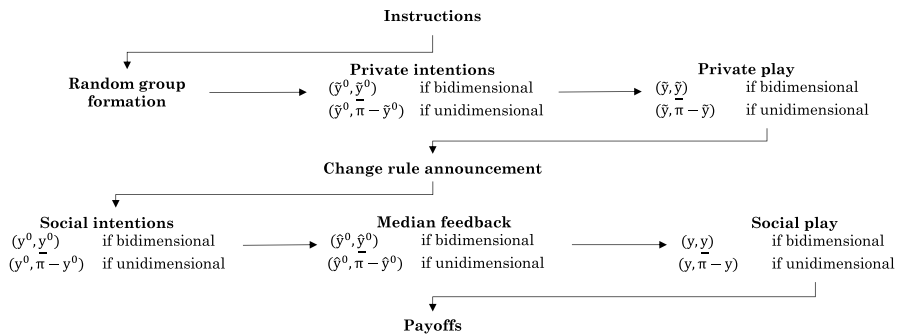 Instructions
Random group
formation
Private intentions
(ỹ⁰, ỹ⁰) if bidimensional
(ỹ⁰, π̅ − ỹ⁰) if unidimensional
Private play
(ỹ, ỹ) if bidimensional
(ỹ, π̅ − ỹ) if unidimensional
Change rule announcement
Social intentions
(y⁰, y⁰) if bidimensional
(y⁰, π̅ − y⁰) if unidimensional
Median feedback
(ŷ⁰, ŷ⁰) if bidimensional
(ŷ⁰, π̅ − ŷ⁰) if unidimensional
Social play
(y, y) if bidimensional
(y, π̅ − y) if unidimensional
Payoffs